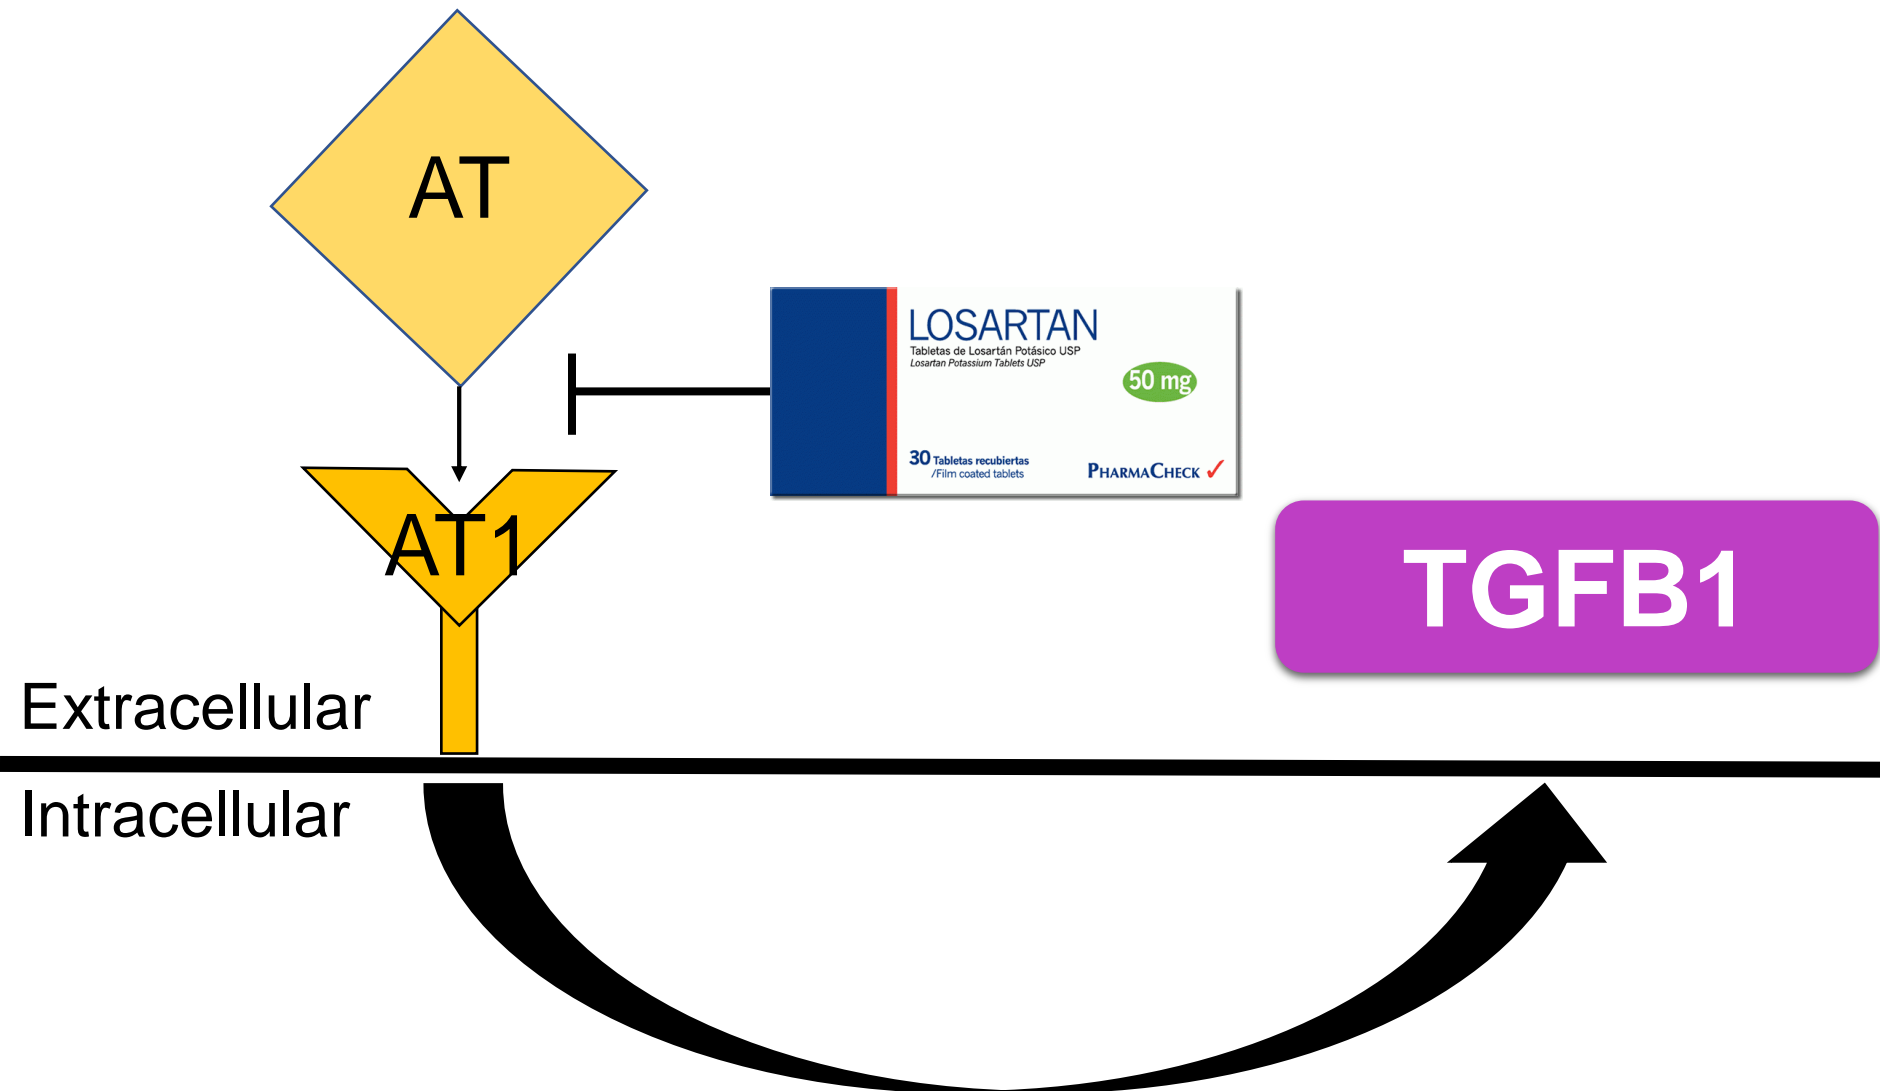 AT
LOSARTAN
Tabletas de Losartán Potásico USP
Losartan Potassium Tablets USP
50 mg
30 Tabletas recubiertas
/Film coated tablets
PHARMACHECK
AT1
TGFB1
Extracellular
Intracellular